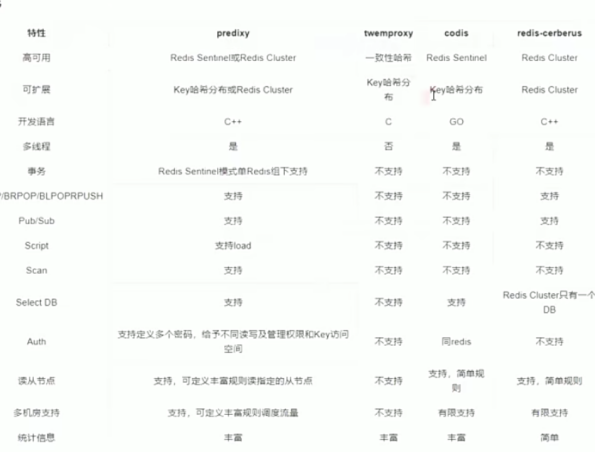 特性 predixy twemproxy codis redis-cerberus
高可用 Redis Sentinel或Redis Cluster 一致性哈希 Redis Sentinel Redis Cluster
可扩展 Key哈希分布或Redis Cluster Key哈希分布 Key哈希分布 Redis Cluster
开发语言 C++ C GO C++
多线程 是 否 是 是
事务 Redis Sentinel模式单Redis组下支持 不支持 不支持 不支持
/BRPOP/BLPOPRPUSH 支持 不支持 不支持 支持
Pub/Sub 支持 不支持 不支持 支持
Script 支持load 不支持 不支持 不支持
Scan 支持 不支持 不支持 不支持
Select DB 支持 不支持 支持 Redis Cluster只有一个DB
Auth 支持定义多个密码，给予不同读写及管理权限和Key访问空间 不支持 同redis 不支持
读从节点 支持，可定义丰富规则读指定的从节点 不支持 支持，简单规则 支持，简单规则
多机房支持 支持，可定义丰富规则调度流量 不支持 有限支持 有限支持
统计信息 丰富 丰富 丰富 简单